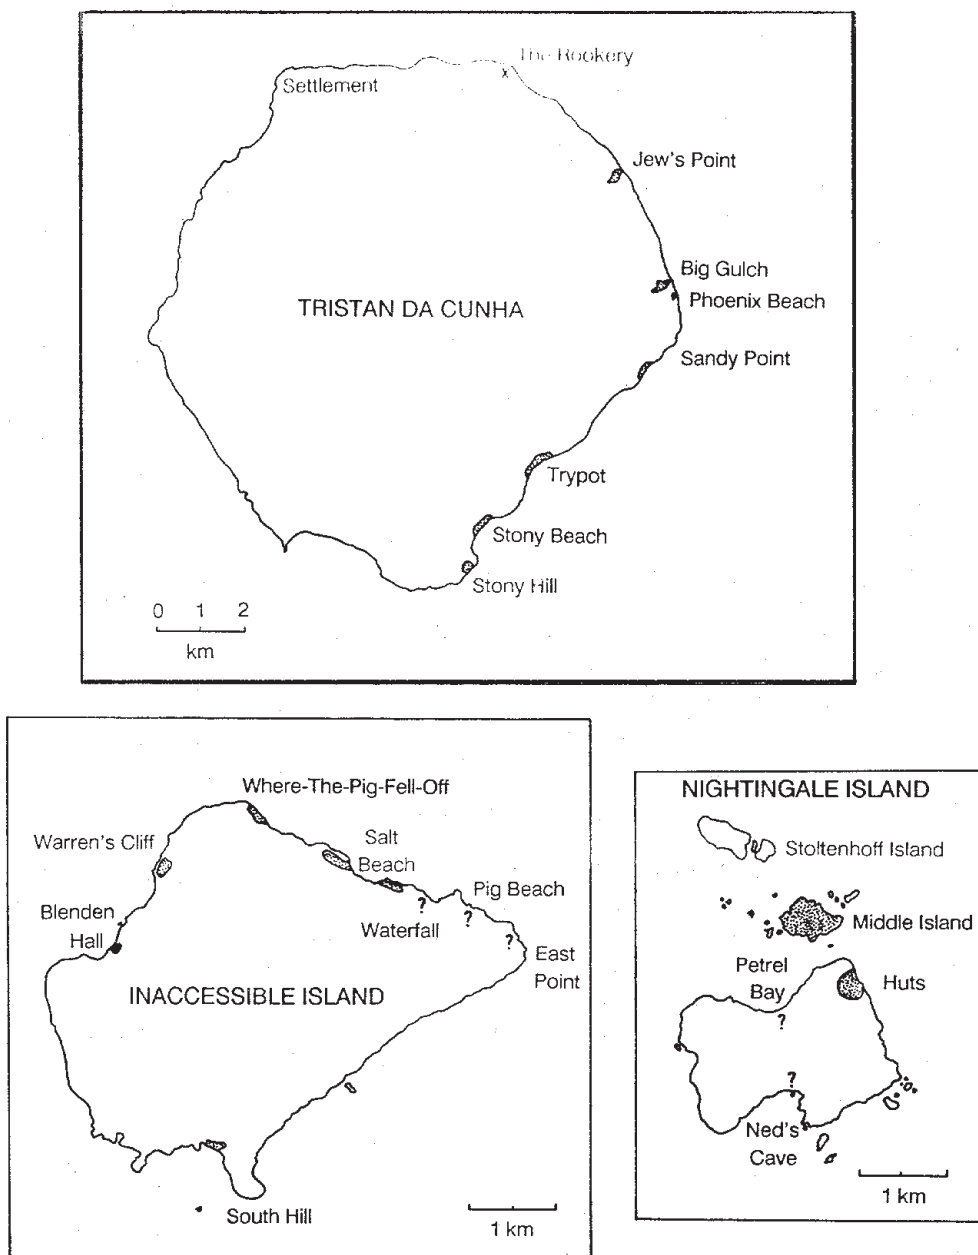 The Rookery
x
Settlement
Jew's Point
Big Gulch
Phoenix Beach
TRISTAN DA CUNHA
Sandy Point
Trypot
Stony Beach
Stony Hill
0 1 2
km
Where-The-Pig-Fell-Off
Warren's Cliff
Salt
Beach
Pig Beach
Blenden
Hall
?
?
Waterfall
?
East
Point
INACCESSIBLE ISLAND
South Hill
1 km
NIGHTINGALE ISLAND
Stoltenhoff Island
Middle Island
Petrel
Bay
Huts
?
?
Ned's
Cave
1 km